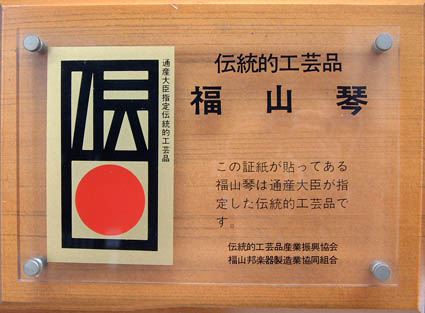 伝統的工芸品
福山琴
通産大臣指定伝統的工芸品
伝
この証紙が貼ってある
福山琴は通産大臣が指
定した伝統的工芸品で
す。
伝統的工芸品産業振興協会
福山邦楽器製造業協同組合